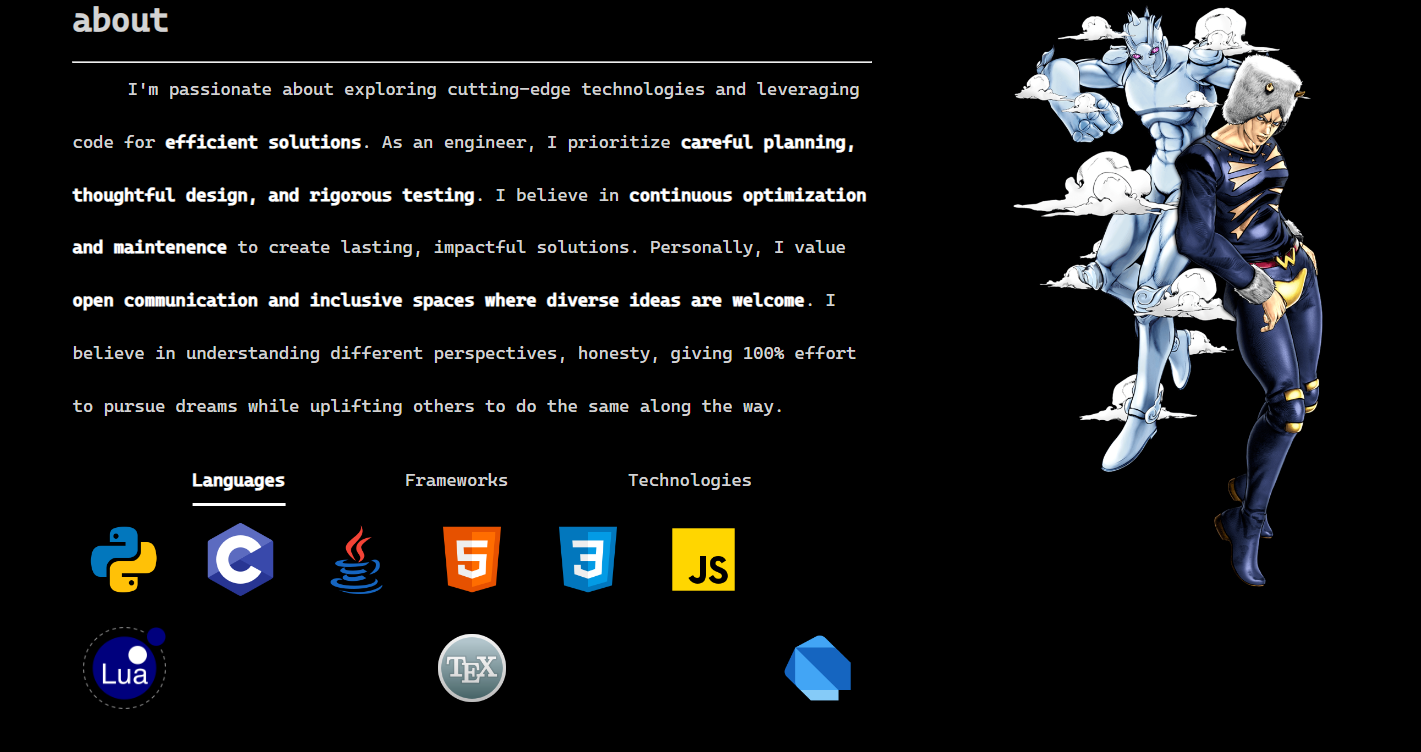 about
I'm passionate about exploring cutting-edge technologies and leveraging
code for efficient solutions. As an engineer, I prioritize careful planning,
thoughtful design, and rigorous testing. I believe in continuous optimization
and maintenence to create lasting, impactful solutions. Personally, I value
open communication and inclusive spaces where diverse ideas are welcome. I
believe in understanding different perspectives, honesty, giving 100% effort
to pursue dreams while uplifting others to do the same along the way.
Languages Frameworks Technologies
C 5 3 JS
Lua TEX